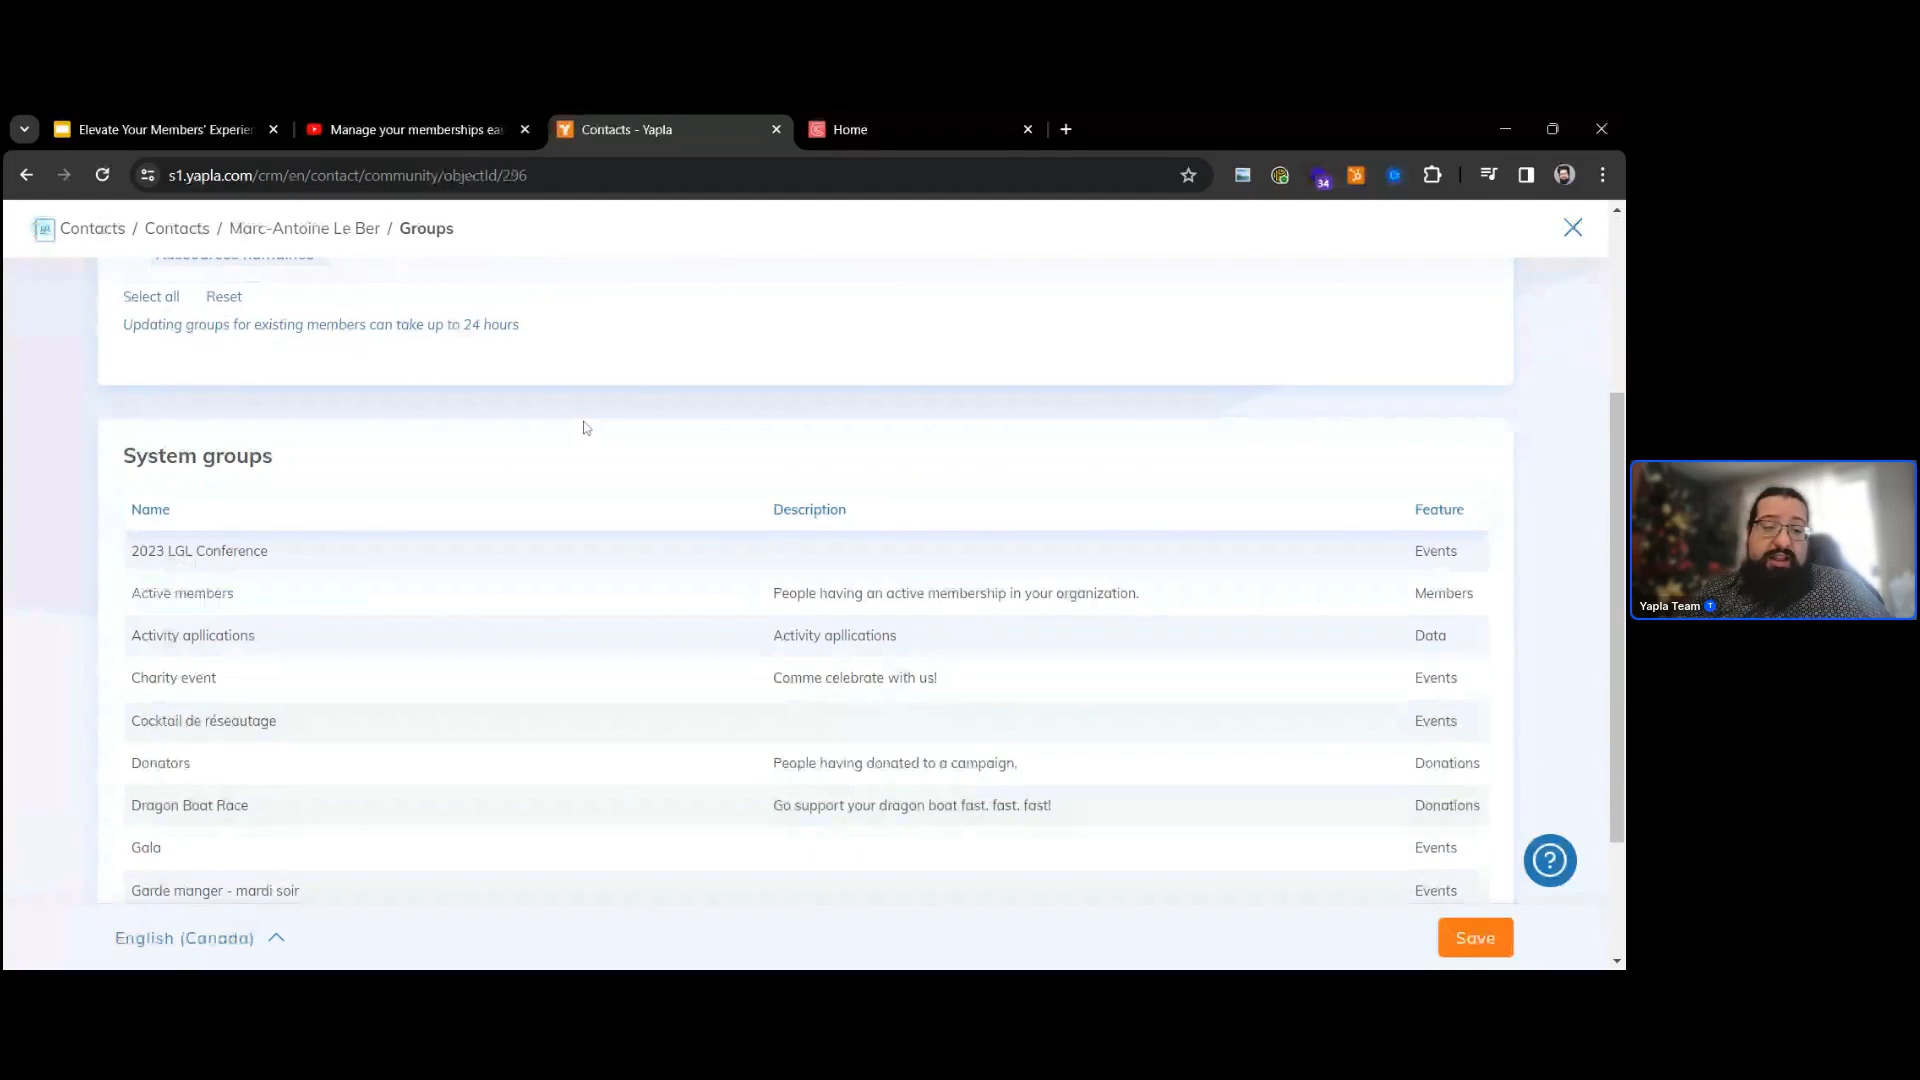 Elevate Your Members' Experien
Manage your memberships eas
Contacts - Yapla
Home
s1.yapla.com/crm/en/contact/community/objectId/296
34
Contacts / Contacts / Marc-Antoine Le Ber / Groups
Ressources humaines
Select all Reset
Updating groups for existing members can take up to 24 hours
System groups
Name Description Feature
2023 LGL Conference Events
Active members People having an active membership in your organization. Members
Activity apllications Activity apllications Data
Charity event Comme celebrate with us! Events
Cocktail de réseautage Events
Donators People having donated to a campaign, Donations
Dragon Boat Race Go support your dragon boat fast, fast, fast! Donations
Gala Events
Garde manger - mardi soir Events
English (Canada) Save
Yapla Team T